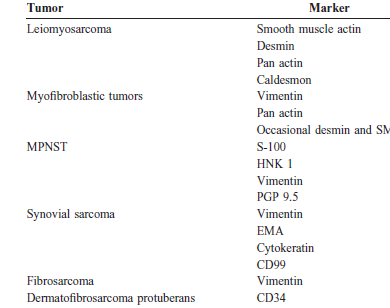 Tumor Marker
Leiomyosarcoma Smooth muscle actin
Desmin
Pan actin
Caldesmon
Myofibroblastic tumors Vimentin
Pan actin
Occasional desmin and SM
MPNST S-100
HNK 1
Vimentin
PGP 9.5
Synovial sarcoma Vimentin
EMA
Cytokeratin
CD99
Fibrosarcoma Vimentin
Dermatofibrosarcoma protuberans CD34